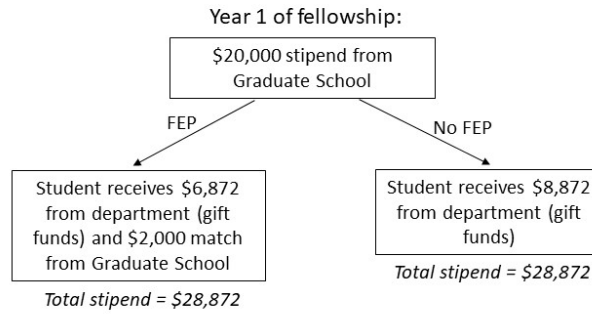 Year 1 of fellowship:
$20,000 stipend from
Graduate School
FEP
No FEP
Student receives $6,872
from department (gift
funds) and $2,000 match
from Graduate School
Total stipend = $28,872
Student receives $8,872
from department (gift
funds)
Total stipend = $28,872